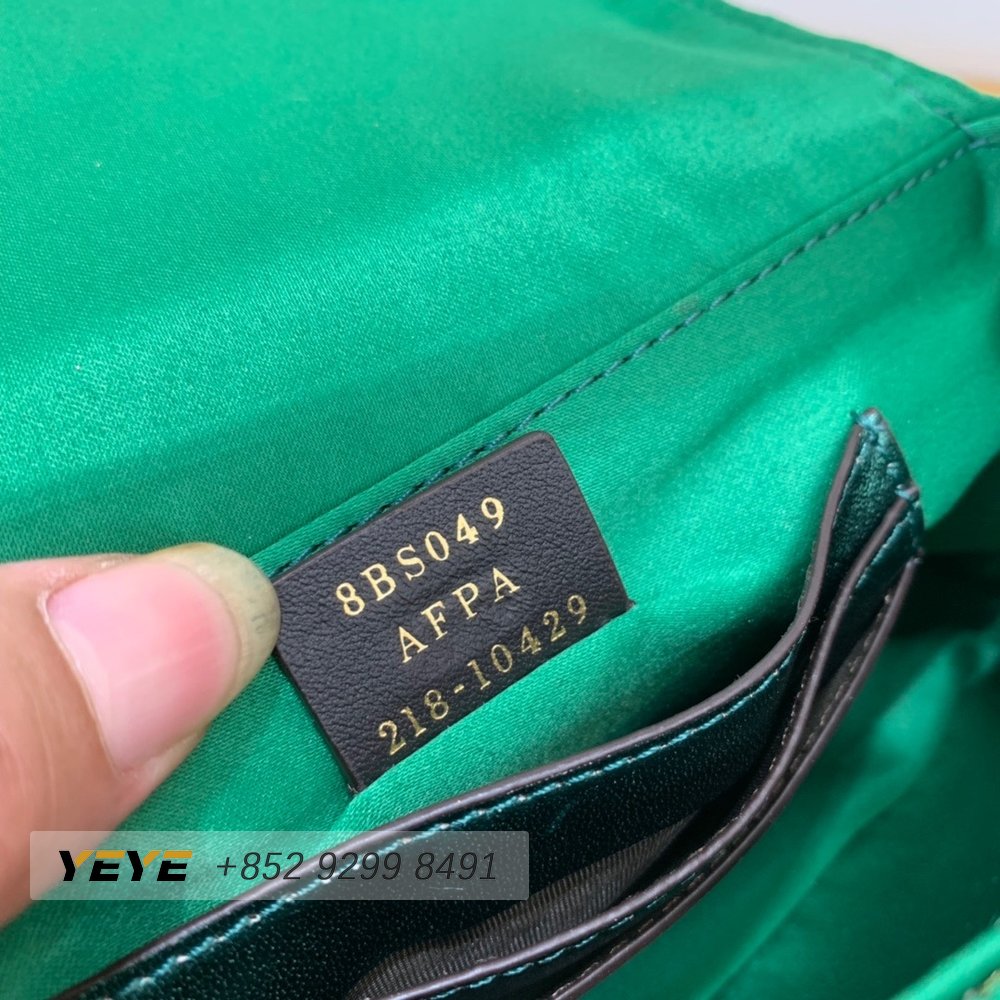 8BS049
AFPA
218-10429
YEYE +852 9299 8491